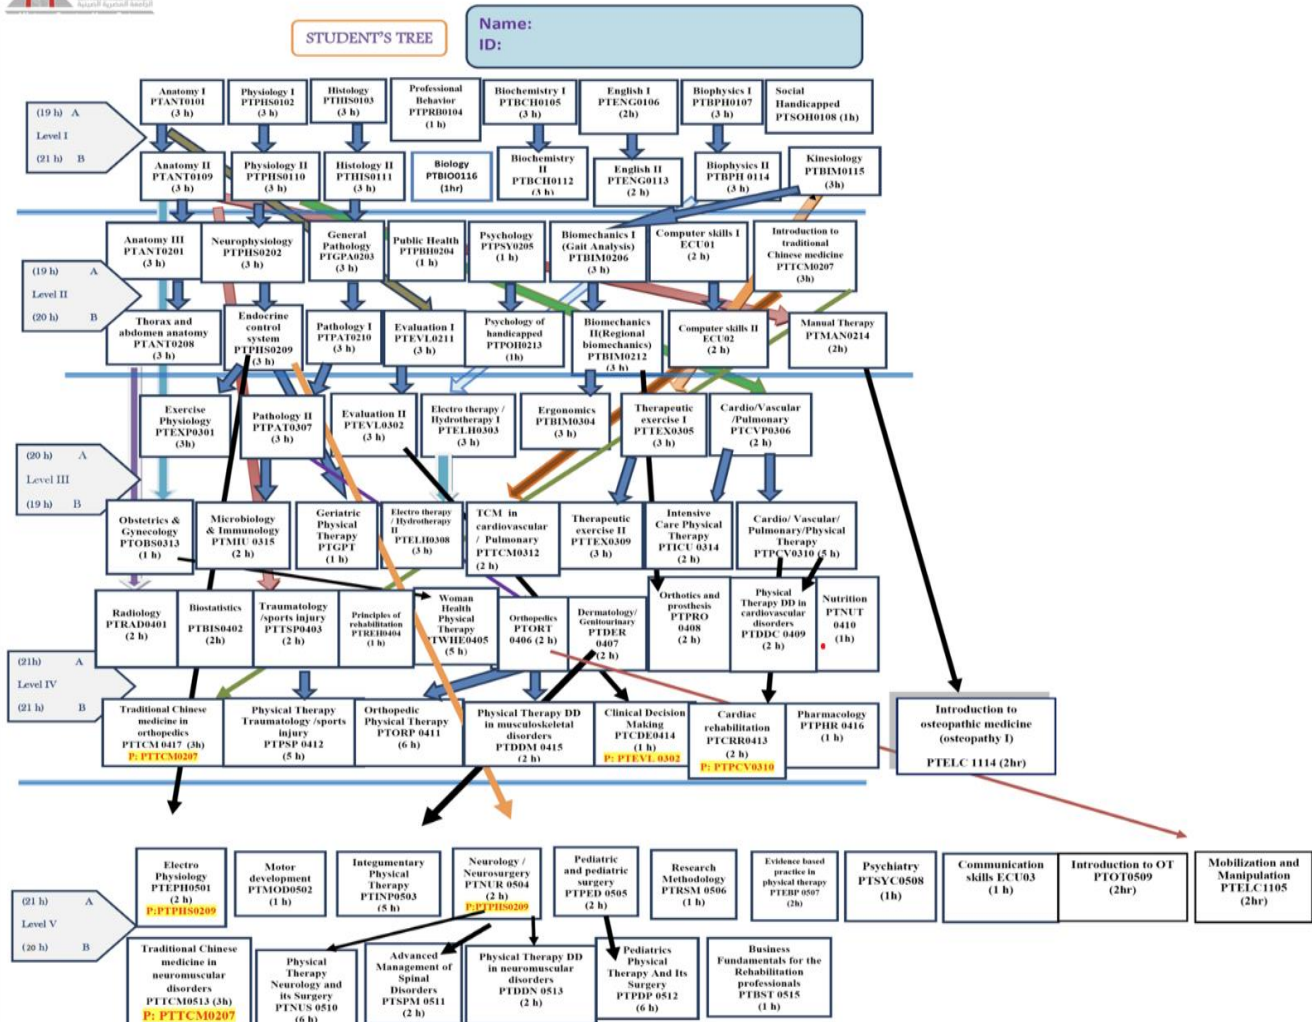 الجامعة المصرية الصينية
STUDENT'S TREE
Name:
ID:
(19 h) A
Level I
(21 h) B
Anatomy I
PTANT0101
(3 h)
Physiology I
PTPHS0102
(3 h)
Histology
PTHIS0103
(3 h)
Professional
Behavior
PTPRB0104
(1 h)
Biochemistry I
PTBCH0105
(3 h)
English I
PTENG0106
(2h)
Biophysics I
PTBPH0107
(3 h)
Social
Handicapped
PTSOH0108 (1h)
Anatomy II
PTANT0109
(3 h)
Physiology II
PTPHS0110
(3 h)
Histology II
PTHIS0111
(3 h)
Biology
PTBIO0116
(1hr)
Biochemistry
II
PTBCH0112
(3 h)
English II
PTENG0113
(2 h)
Biophysics II
PTBPH 0114
(3 h)
Kinesiology
PTBIM0115
(3h)
(19 h) A
Level II
(20 h) B
Anatomy III
PTANT0201
(3 h)
Neurophysiology
PTPHS0202
(3 h)
General
Pathology
PTGPA0203
(3 h)
Public Health
PTPBH0204
(1 h)
Psychology
PTPSY0205
(1 h)
Biomechanics I
(Gait Analysis)
PTBIM0206
(3 h)
Computer skills I
ECU01
(2 h)
Introduction to
traditional
Chinese medicine
PTTCM0207
(3h)
Thorax and
abdomen anatomy
PTANT0208
(3 h)
Endocrine
control
system
PTPHS0209
(3 h)
Pathology I
PTPAT0210
(3 h)
Evaluation I
PTEVL0211
(3 h)
Psychology of
handicapped
PTPOH0213
(1h)
Biomechanics
II(Regional
biomechanics)
PTBIM0212
(3 h)
Computer skills II
ECU02
(2 h)
Manual Therapy
PTMAN0214
(2h)
(20 h) A
Level III
(19 h) B
Exercise
Physiology
PTEXP0301
(3h)
Pathology II
PTPAT0307
(3 h)
Evaluation II
PTEVL0302
(3 h)
Electro therapy /
Hydrotherapy I
PTELH0303
(3 h)
Ergonomics
PTBIM0304
(3 h)
Therapeutic
exercise I
PTTEX0305
(3 h)
Cardio/Vascular
/Pulmonary
PTCVP0306
(2 h)
Obstetrics &
Gynecology
PTOBS0313
(1 h)
Microbiology
& Immunology
PTMIU 0315
(2 h)
Geriatric
Physical
Therapy
PTGPT
(1 h)
Electro therapy
/ Hydrotherapy
II
PTELH0308
(3 h)
TCM in
cardiovascular
/ Pulmonary
PTTCM0312
(2 h)
Therapeutic
exercise II
PTTEX0309
(3 h)
Intensive
Care Physical
Therapy
PTICU 0314
(2 h)
Cardio/ Vascular/
Pulmonary/Physical
Therapy
PTPCV0310 (5 h)
(21h) A
Level IV
(21 h) B
Radiology
PTRAD0401
(2 h)
Biostatistics
PTBIS0402
(2h)
Traumatology
/sports injury
PTTSP0403
(2 h)
Principles of
rehabilitation
PTREH0404
(1 h)
Woman
Health
Physical
Therapy
PTWHE0405
(5 h)
Orthopedics
PTORT
0406 (2 h)
Dermatology/
Genitourinary
PTDER
0407
(2 h)
Orthotics and
prosthesis
PTPRO
0408
(2 h)
Physical
Therapy DD in
cardiovascular
disorders
PTDDC 0409
(2 h)
Nutrition
PTNUT
0410
(1h)
Traditional Chinese
medicine in
orthopedics
PTTCM 0417 (3h)
P: PTTCM0207
Physical Therapy
Traumatology /sports
injury
PTPSP 0412
(5 h)
Orthopedic
Physical Therapy
PTORP 0411
(6 h)
Physical Therapy DD
in musculoskeletal
disorders
PTDDM 0415
(2 h)
Clinical Decision
Making
PTCDE0414
(1 h)
P: PTEVL 0302
Cardiac
rehabilitation
PTCRR0413
(2 h)
P: PTPCV0310
Pharmacology
PTPHR 0416
(1 h)
Introduction to
osteopathic medicine
(osteopathy I)
PTELC 1114 (2hr)
(21 h) A
Level V
(20 h) B
Electro
Physiology
PTEPH0501
(2 h)
P:PTPHS0209
Motor
development
PTMOD0502
(1 h)
Integumentary
Physical
Therapy
PTINP0503
(5 h)
Neurology /
Neurosurgery
PTNUR 0504
(2 h)
P:PTPHS0209
Pediatric
and pediatric
surgery
PTPED 0505
(2 h)
Research
Methodology
PTRSM 0506
(1 h)
Evidence based
practice in
physical therapy
PTEBP 0507
(2h)
Psychiatry
PTSYC0508
(1h)
Communication
skills ECU03
(1 h)
Introduction to OT
PTOT0509
(2hr)
Mobilization and
Manipulation
PTELC1105
(2hr)
Traditional Chinese
medicine in
neuromuscular
disorders
PTTCM0513 (3h)
P: PTTCM0207
Physical
Therapy
Neurology and
its Surgery
PTNUS 0510
(6 h)
Advanced
Management of
Spinal
Disorders
PTSPM 0511
(2 h)
Physical Therapy DD
in neuromuscular
disorders
PTDDN 0513
(2 h)
Pediatrics
Physical
Therapy And Its
Surgery
PTPDP 0512
(6 h)
Business
Fundamentals for the
Rehabilitation
professionals
PTBST 0515
(1 h)